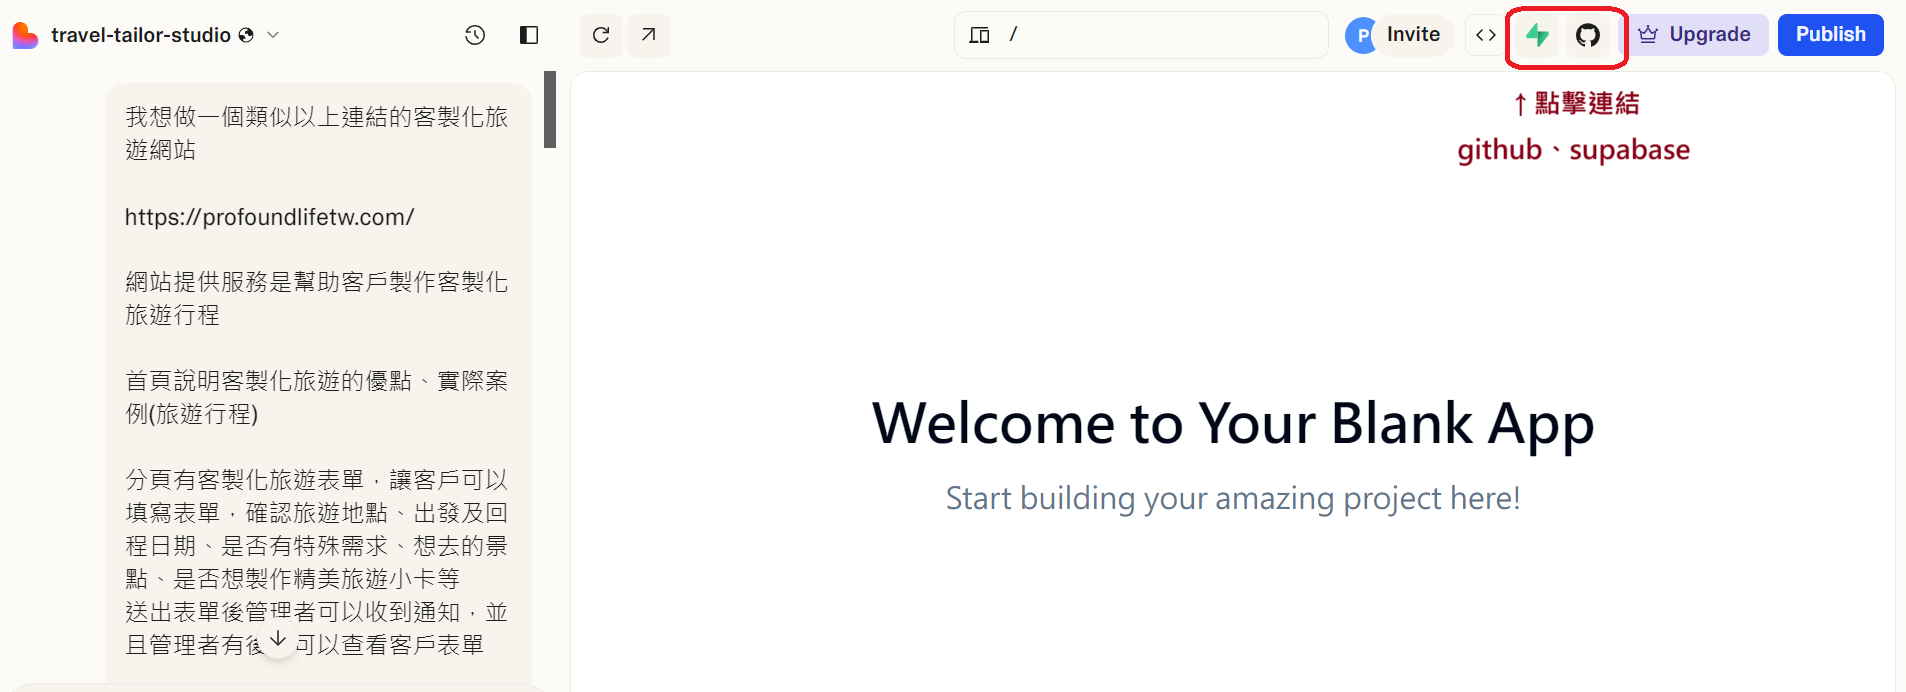 travel-tailor-studio
/
P
Invite
Upgrade
Publish
↑點擊連結
github、supabase
我想做一個類似以上連結的客製化旅
遊網站
https://profoundlifetw.com/
網站提供服務是幫助客戶製作客製化
旅遊行程
首頁說明客製化旅遊的優點、實際案
例(旅遊行程)
分頁有客製化旅遊表單，讓客戶可以
填寫表單，確認旅遊地點、出發及回
程日期、是否有特殊需求、想去的景
點、是否想製作精美旅遊小卡等
送出表單後管理者可以收到通知，並
且管理者有後 可以查看客戶表單
Welcome to Your Blank App
Start building your amazing project here!